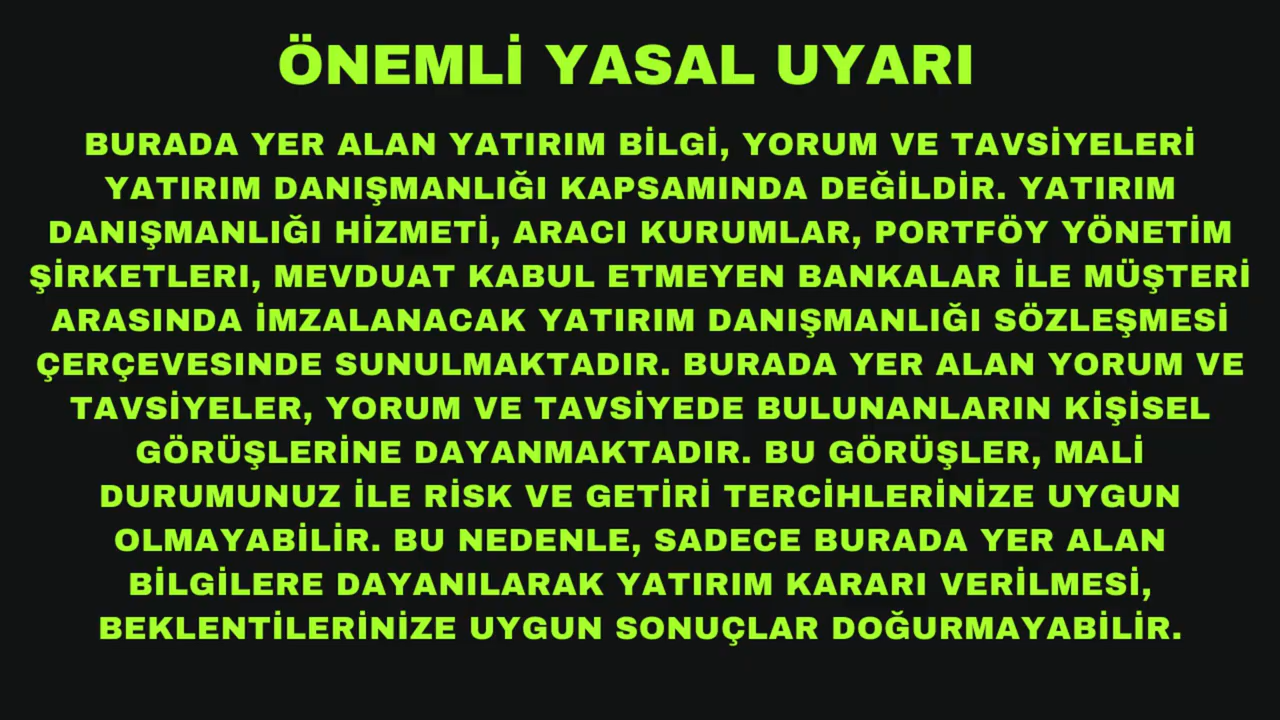 ÖNEMLİ YASAL UYARI
BURADA YER ALAN YATIRIM BİLGİ, YORUM VE TAVSİYELERİ
YATIRIM DANIŞMANLIĞI KAPSAMINDA DEĞİLDİR. YATIRIM
DANIŞMANLIĞI HİZMETİ, ARACI KURUMLAR, PORTFÖY YÖNETİM
ŞİRKETLERI, MEVDUAT KABUL ETMEYEN BANKALAR İLE MÜŞTERİ
ARASINDA İMZALANACAK YATIRIM DANIŞMANLIĞI SÖZLEŞMESİ
ÇERÇEVESINDE SUNULMAKTADIR. BURADA YER ALAN YORUM VE
TAVSİYELER, YORUM VE TAVSİYEDE BULUNANLARIN KİŞİSEL
GÖRÜŞLERİNE DAYANMAKTADIR. BU GÖRÜŞLER, MALİ
DURUMUNUZ İLE RİSK VE GETİRİ TERCİHLERİNİZE UYGUN
OLMAYABİLİR. BU NEDENLE, SADECE BURADA YER ALAN
BİLGİLERE DAYANILARAK YATIRIM KARARI VERİLMESİ,
BEKLENTİLERİNİZE UYGUN SONUÇLAR DOĞURMAYABİLİR.